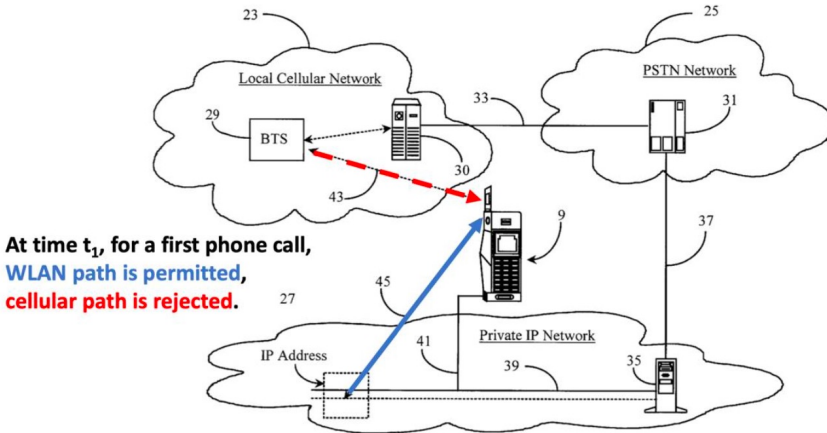 23
25
Local Cellular Network
PSTN Network
33
31
29
BTS
30
43
9
At time t1, for a first phone call,
WLAN path is permitted,
cellular path is rejected.
37
45
27
Private IP Network
IP Address
41
39
35